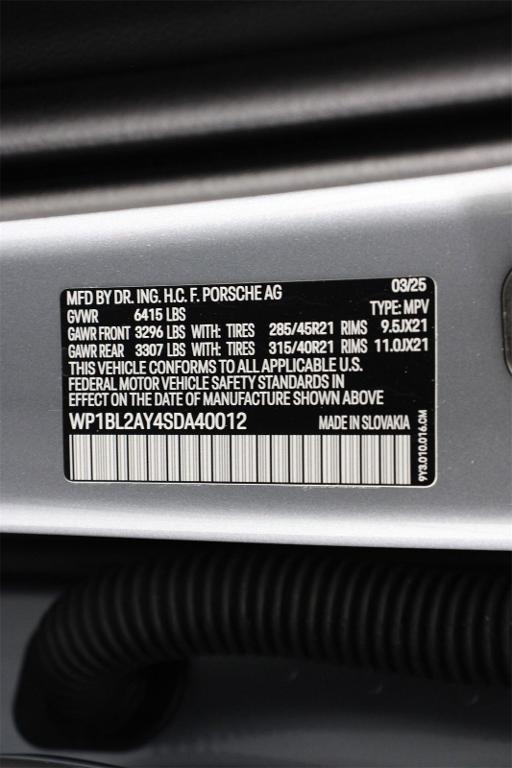 MFD BY DR. ING. H.C. F. PORSCHE AG 03/25
GVWR 6415 LBS TYPE: MPV
GAWR FRONT 3296 LBS WITH: TIRES 285/45R21 RIMS 9.5JX21
GAWR REAR 3307 LBS WITH: TIRES 315/40R21 RIMS 11.0JX21
THIS VEHICLE CONFORMS TO ALL APPLICABLE U.S.
FEDERAL MOTOR VEHICLE SAFETY STANDARDS IN
EFFECT ON THE DATE OF MANUFACTURE SHOWN ABOVE
WP1BL2AY4SDA40012 MADE IN SLOVAKIA
9Y3.010.016.CM